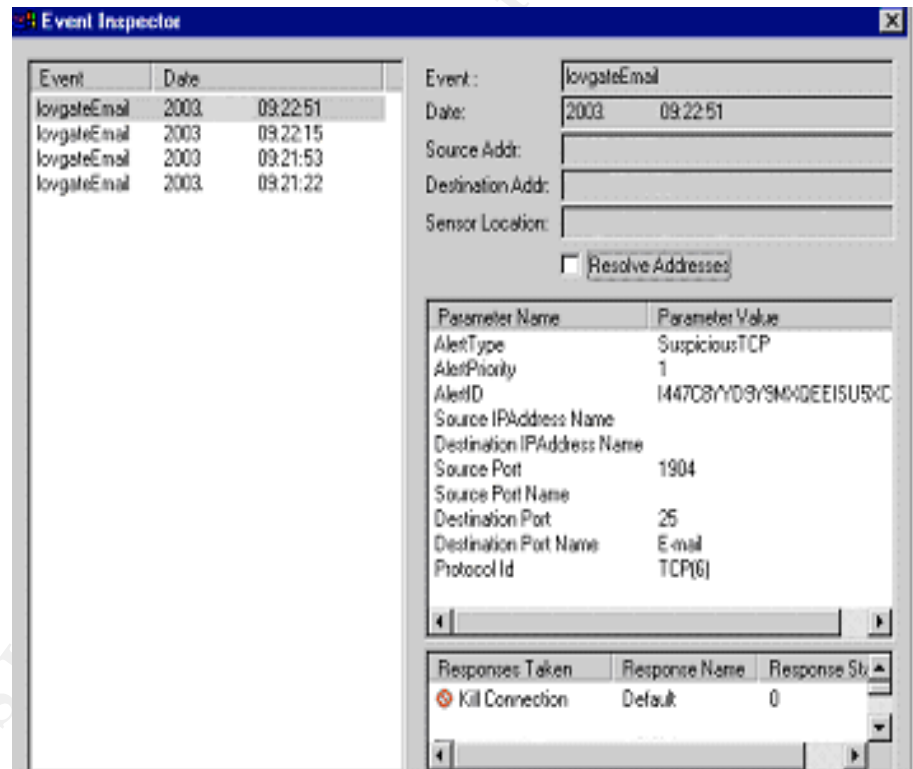 Event Inspector
Event Date
lovgateEmail 2003. 09:22:51
lovgateEmail 2003 09:22:15
lovgateEmail 2003 09:21:53
lovgateEmail 2003. 09:21:22
Event: lovgateEmail
Date: 2003. 09:22:51
Source Addr:
Destination Addr:
Sensor Location:
Resolve Addresses
Parameter Name Parameter Value
AlertType SuspiciousTCP
AlertPriority 1
AlertID
Source IPAddress Name
Destination IPAddress Name
Source Port 1904
Source Port Name
Destination Port 25
Destination Port Name E-mail
Protocol Id TCP(6)
Responses Taken Response Name Response Sta
Kill Connection Default 0